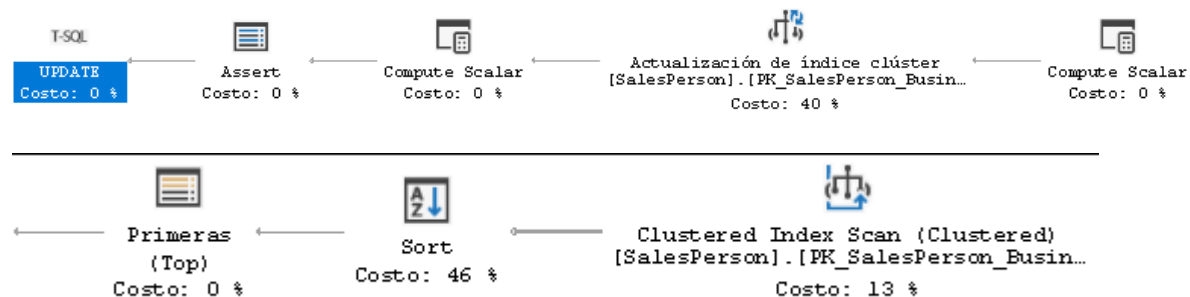 T-SQL
UPDATE
Costo: 0 %
Assert
Costo: 0 %
Compute Scalar
Costo: 0 %
Actualización de índice clúster
[SalesPerson].[PK_SalesPerson_Busin…
Costo: 40 %
Compute Scalar
Costo: 0 %
Primeras
(Top)
Costo: 0 %
Sort
Costo: 46 %
Clustered Index Scan (Clustered)
[SalesPerson].[PK_SalesPerson_Busin…
Costo: 13 %